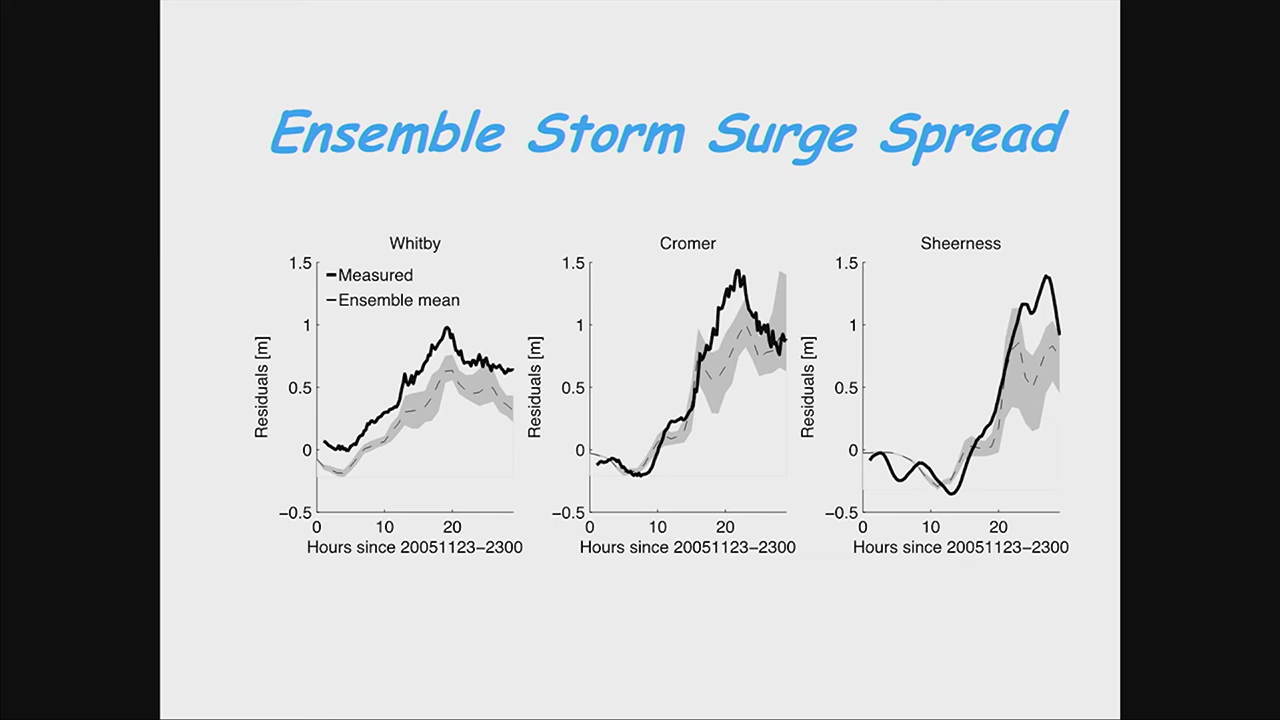 Ensemble Storm Surge Spread
Whitby
Cromer
Sheerness
1.5
1
0.5
0
−0.5
Residuals [m]
Measured
Ensemble mean
0
10
20
Hours since 20051123−2300
1.5
1
0.5
0
−0.5
Residuals [m]
0
10
20
Hours since 20051123−2300
1.5
1
0.5
0
−0.5
Residuals [m]
0
10
20
Hours since 20051123−2300